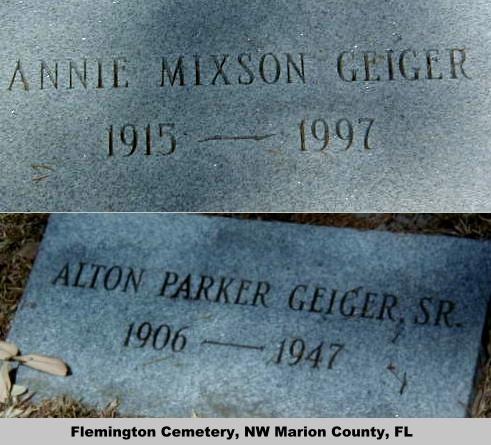 ANNIE MIXSON GEIGER
1915 — 1997
ALTON PARKER GEIGER, SR.
1906 — 1947
Flemington Cemetery, NW Marion County, FL